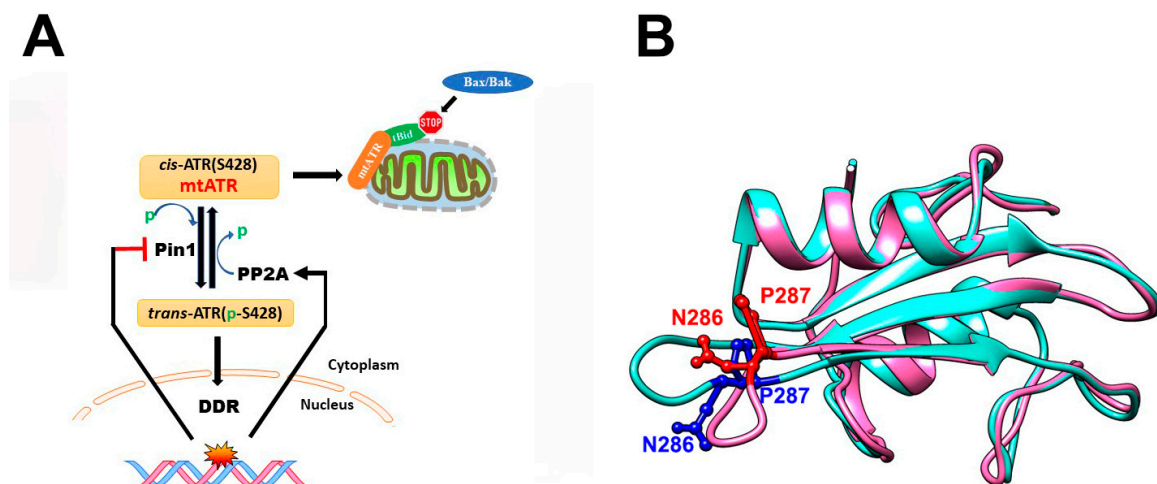 A
B
Bax/Bak
STOP
tBid
mtATR
cis-ATR(S428)
mtATR
p
p
Pin1
PP2A
trans-ATR(p-S428)
Cytoplasm
DDR
Nucleus
P287
N286
P287
N286